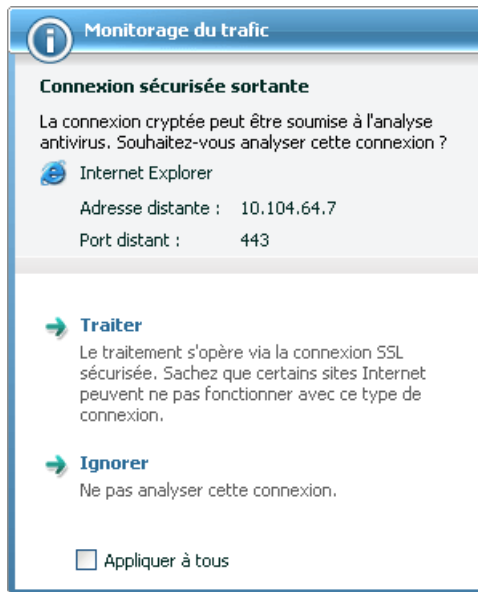 Monitorage du trafic
Connexion sécurisée sortante
La connexion cryptée peut être soumise à l'analyse
antivirus. Souhaitez-vous analyser cette connexion ?
Internet Explorer
Adresse distante : 10.104.64.7
Port distant : 443
Traiter
Le traitement s'opère via la connexion SSL
sécurisée. Sachez que certains sites Internet
peuvent ne pas fonctionner avec ce type de
connexion.
Ignorer
Ne pas analyser cette connexion.
Appliquer à tous